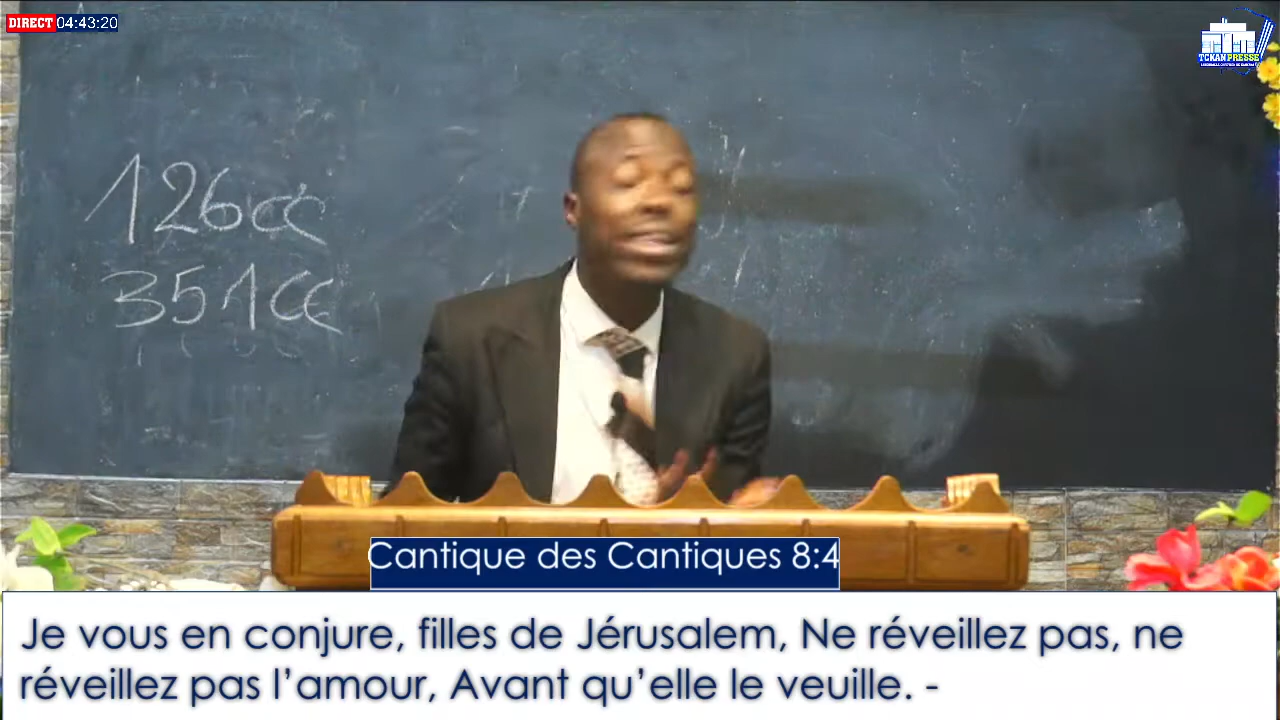 DIRECT 04:43:20
TCKAM PRESSE
126cc
351cc
Cantique des Cantiques 8:4
Je vous en conjure, filles de Jérusalem, Ne réveillez pas, ne
réveillez pas l’amour, Avant qu’elle le veuille. -